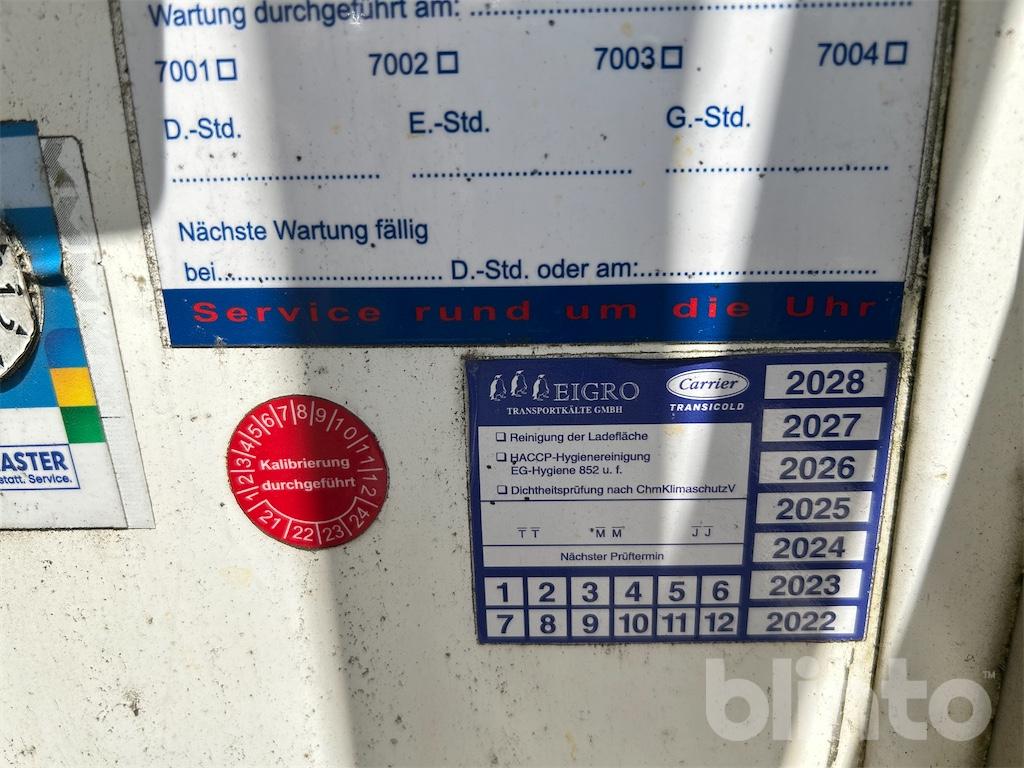 Wartung durchgeführt am:
7001 ☐ 7002 ☐ 7003 ☐ 7004 ☐
D.-Std. E.-Std. G.-Std.
Nächste Wartung fällig
bei............................... D.-Std. oder am:...............................
Service rund um die Uhr
ASTER
statt. Service.
1 2 3 4 5 6 7 8 9 10 11 12
Kalibrierung
durchgeführt
21 22 23 24
EIGRO
TRANSPORTKÄLTE GMBH
Carrier
TRANSICOLD
☐ Reinigung der Ladefläche
☐ HACCP-Hygienereinigung
EG-Hygiene 852 u. f.
☐ Dichtheitsprüfung nach ChmKlimaschutzV
TT MM JJ
Nächster Prüftermin
1 2 3 4 5 6
7 8 9 10 11 12
2028
2027
2026
2025
2024
2023
2022
blinto™